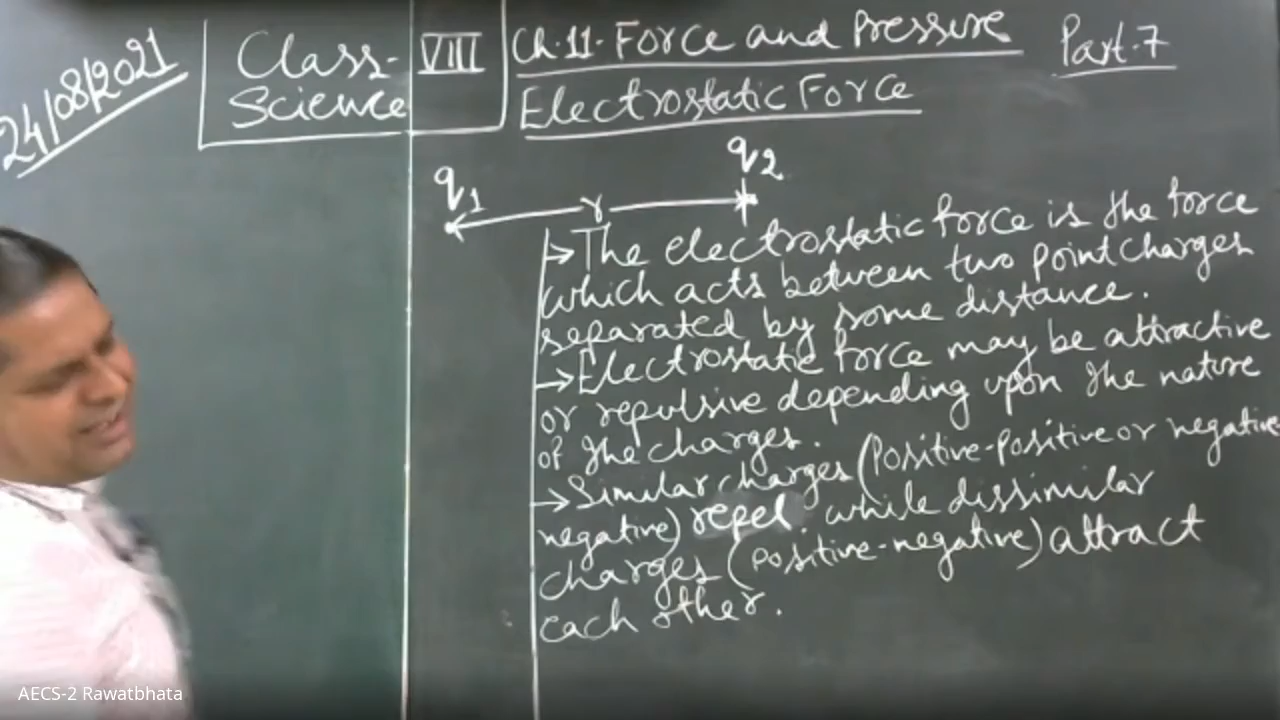 24/08/2021
Class- VIII
Science
Ch.11. Force and Pressure
Part.7
Electrostatic Force
q1
r
q2
→The electrostatic force is the force
which acts between two point charges
separated by some distance.
→Electrostatic force may be attractive
or repulsive depending upon the nature
of the charges.
→Similar charges (Positive-positive or negative-
negative) repel. while dissimilar
charges (positive-negative) attract
each other.
AECS-2 Rawatbhata